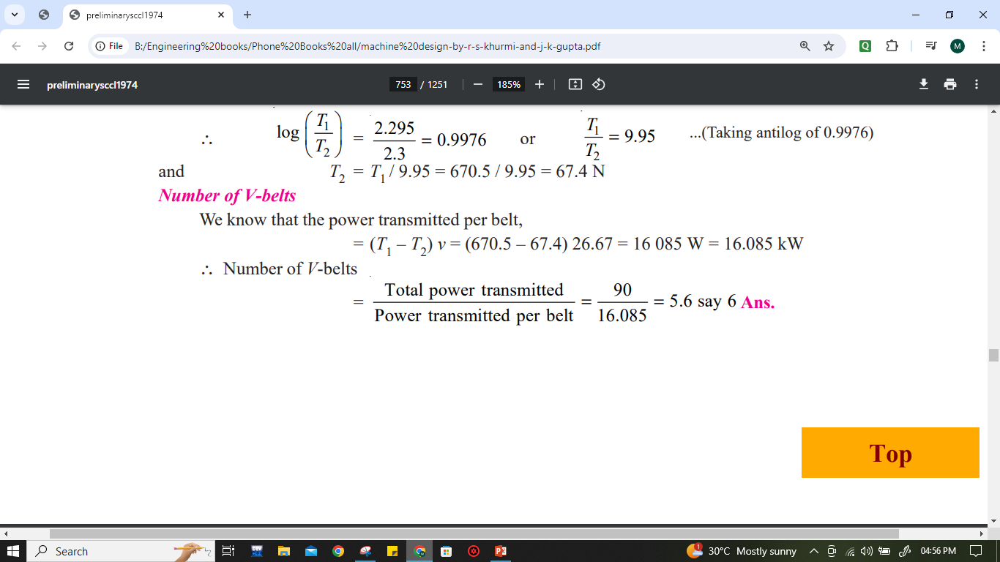 preliminarysccl1974
File B:/Engineering%20books/Phone%20Books%20all/machine%20design-by-r-s-khurmi-and-j-k-gupta.pdf Q M
preliminarysccl1974 753 / 1251 185%
∴ log (T1/T2) = 2.295/2.3 = 0.9976 or T1/T2 = 9.95 ...(Taking antilog of 0.9976)
and T2 = T1 / 9.95 = 670.5 / 9.95 = 67.4 N
Number of V-belts
We know that the power transmitted per belt,
= (T1 – T2) v = (670.5 – 67.4) 26.67 = 16 085 W = 16.085 kW
∴ Number of V-belts
= Total power transmitted / Power transmitted per belt = 90/16.085 = 5.6 say 6 Ans.
Top
Search 1 30°C Mostly sunny 04:56 PM